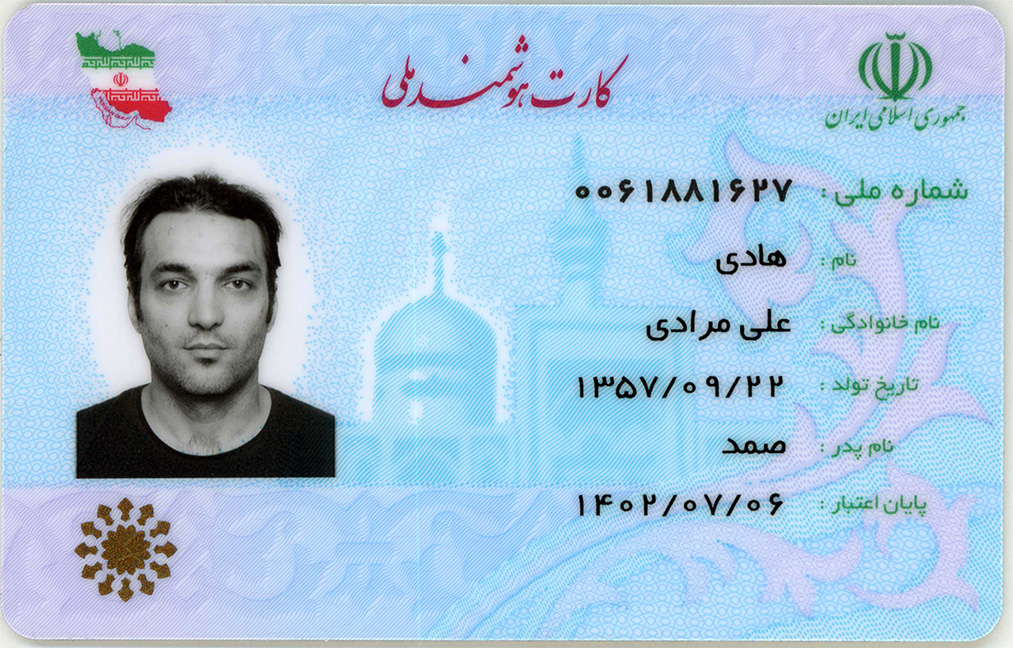 کارت هوشمند ملی
جمهوری اسلامی ایران
شماره ملی : ۰۰۶۱۸۸۱۶۲۷
نام : هادی
نام خانوادگی : علی مرادی
تاریخ تولد : ۱۳۵۷/۰۹/۲۲
نام پدر : صمد
پایان اعتبار : ۱۴۰۲/۰۷/۰۶